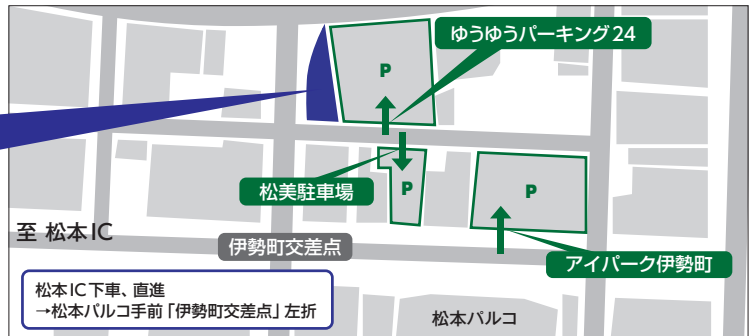 ゆうゆうパーキング24
P
松美駐車場
P
P
至 松本IC
伊勢町交差点
アイパーク伊勢町
松本IC下車、直進
→松本パルコ手前「伊勢町交差点」左折
松本パルコ